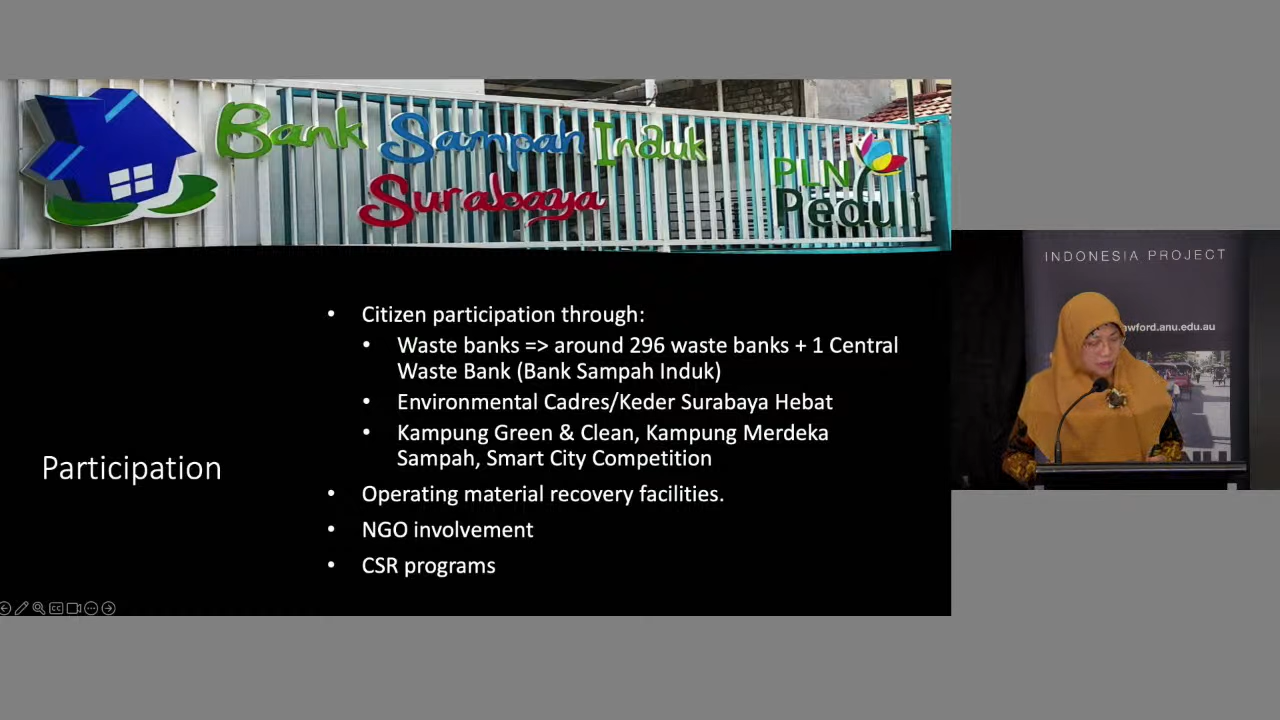 Bank Sampah Induk
Surabaya
PLN
Peduli
Participation
• Citizen participation through:
• Waste banks => around 296 waste banks + 1 Central
Waste Bank (Bank Sampah Induk)
• Environmental Cadres/Keder Surabaya Hebat
• Kampung Green & Clean, Kampung Merdeka
Sampah, Smart City Competition
• Operating material recovery facilities.
• NGO involvement
• CSR programs
CC
INDONESIA PROJECT
wford.anu.edu.au